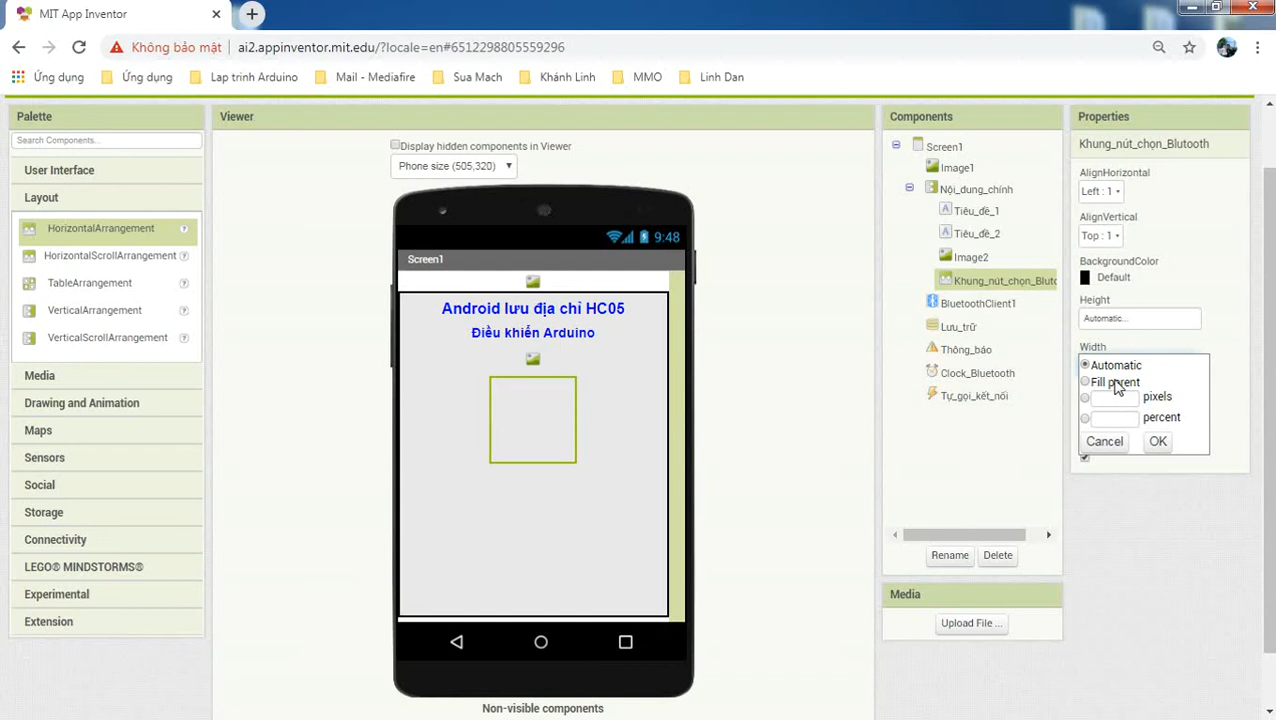 MIT App Inventor
Không bảo mật
ai2.appinventor.mit.edu/?locale=en#6512298805559296
Ứng dụng
Ứng dụng
Lap trinh Arduino
Mail - Mediafire
Sua Mach
Khánh Linh
MMO
Linh Dan
Palette
Search Components...
User Interface
Layout
HorizontalArrangement
HorizontalScrollArrangement
TableArrangement
VerticalArrangement
VerticalScrollArrangement
Media
Drawing and Animation
Maps
Sensors
Social
Storage
Connectivity
LEGO® MINDSTORMS®
Experimental
Extension
Viewer
Display hidden components in Viewer
Phone size (505,320)
9:48
Screen1
Android lưu địa chỉ HC05
Điều khiển Arduino
Non-visible components
Components
Screen1
Image1
Nội_dung_chính
Tiêu_đề_1
Tiêu_đề_2
Image2
Khung_nút_chọn_Bluto
BluetoothClient1
Lưu_trữ
Thông_báo
Clock_Bluetooth
Tự_gọi_kết_nối
Rename
Delete
Media
Upload File ...
Properties
Khung_nút_chọn_Blutooth
AlignHorizontal
Left : 1
AlignVertical
Top : 1
BackgroundColor
Default
Height
Automatic...
Width
Automatic
Fill parent
pixels
percent
Cancel
OK